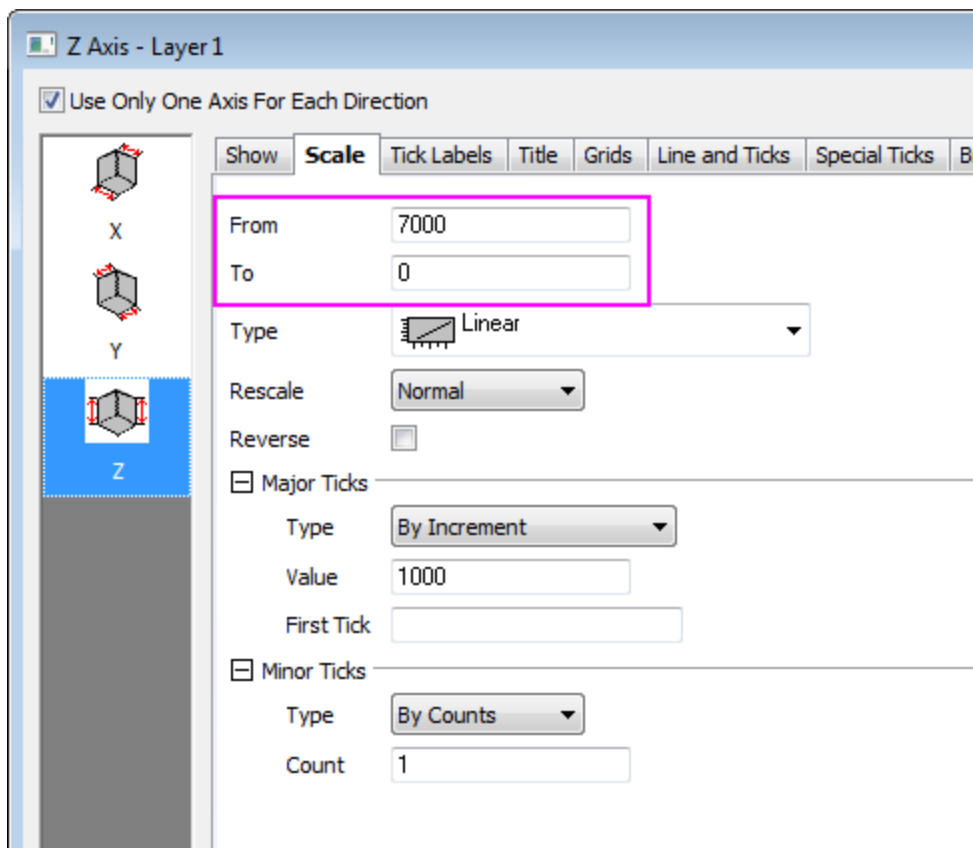 Z Axis - Layer 1
Use Only One Axis For Each Direction
Show Scale Tick Labels Title Grids Line and Ticks Special Ticks
X
Y
Z
From 7000
To 0
Type Linear
Rescale Normal
Reverse
Major Ticks
Type By Increment
Value 1000
First Tick
Minor Ticks
Type By Counts
Count 1